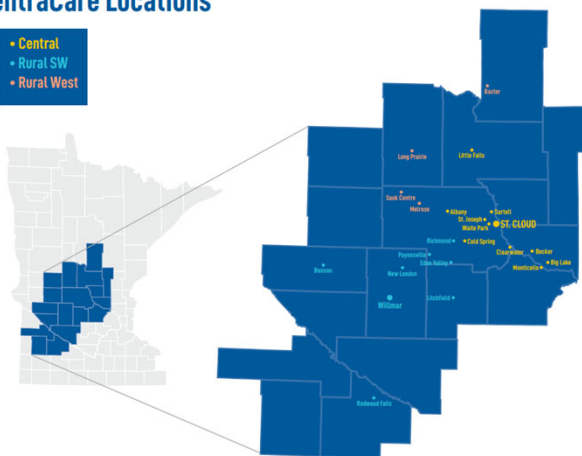 entraCare Locations
• Central
• Rural SW
• Rural West
Baxter
Long Prairie
Little Falls
Sauk Centre
Melrose
Albany
Sartell
St. Joseph
ST. CLOUD
Waite Park
Richmond
Cold Spring
Clearwater
Becker
Paynesville
Eden Valley
Big Lake
Monticello
Benson
New London
Willmar
Litchfield
Redwood Falls